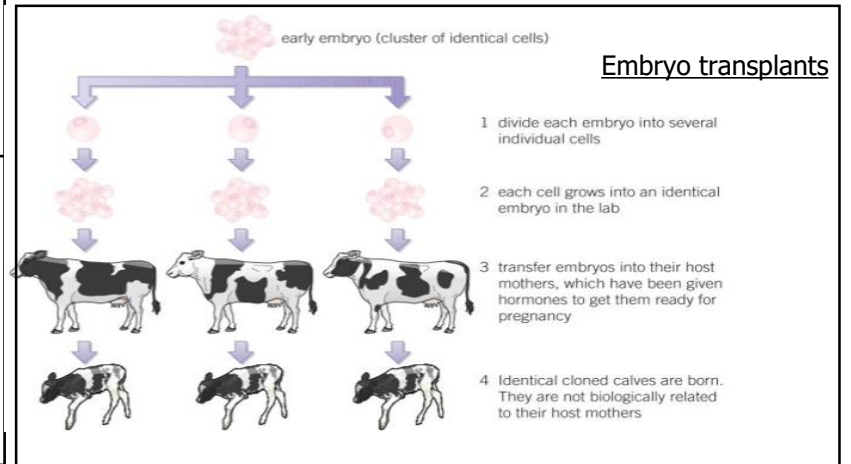 early embryo (cluster of identical cells)
Embryo transplants
1 divide each embryo into several
individual cells
2 each cell grows into an identical
embryo in the lab
3 transfer embryos into their host
mothers, which have been given
hormones to get them ready for
pregnancy
4 Identical cloned calves are born.
They are not biologically related
to their host mothers